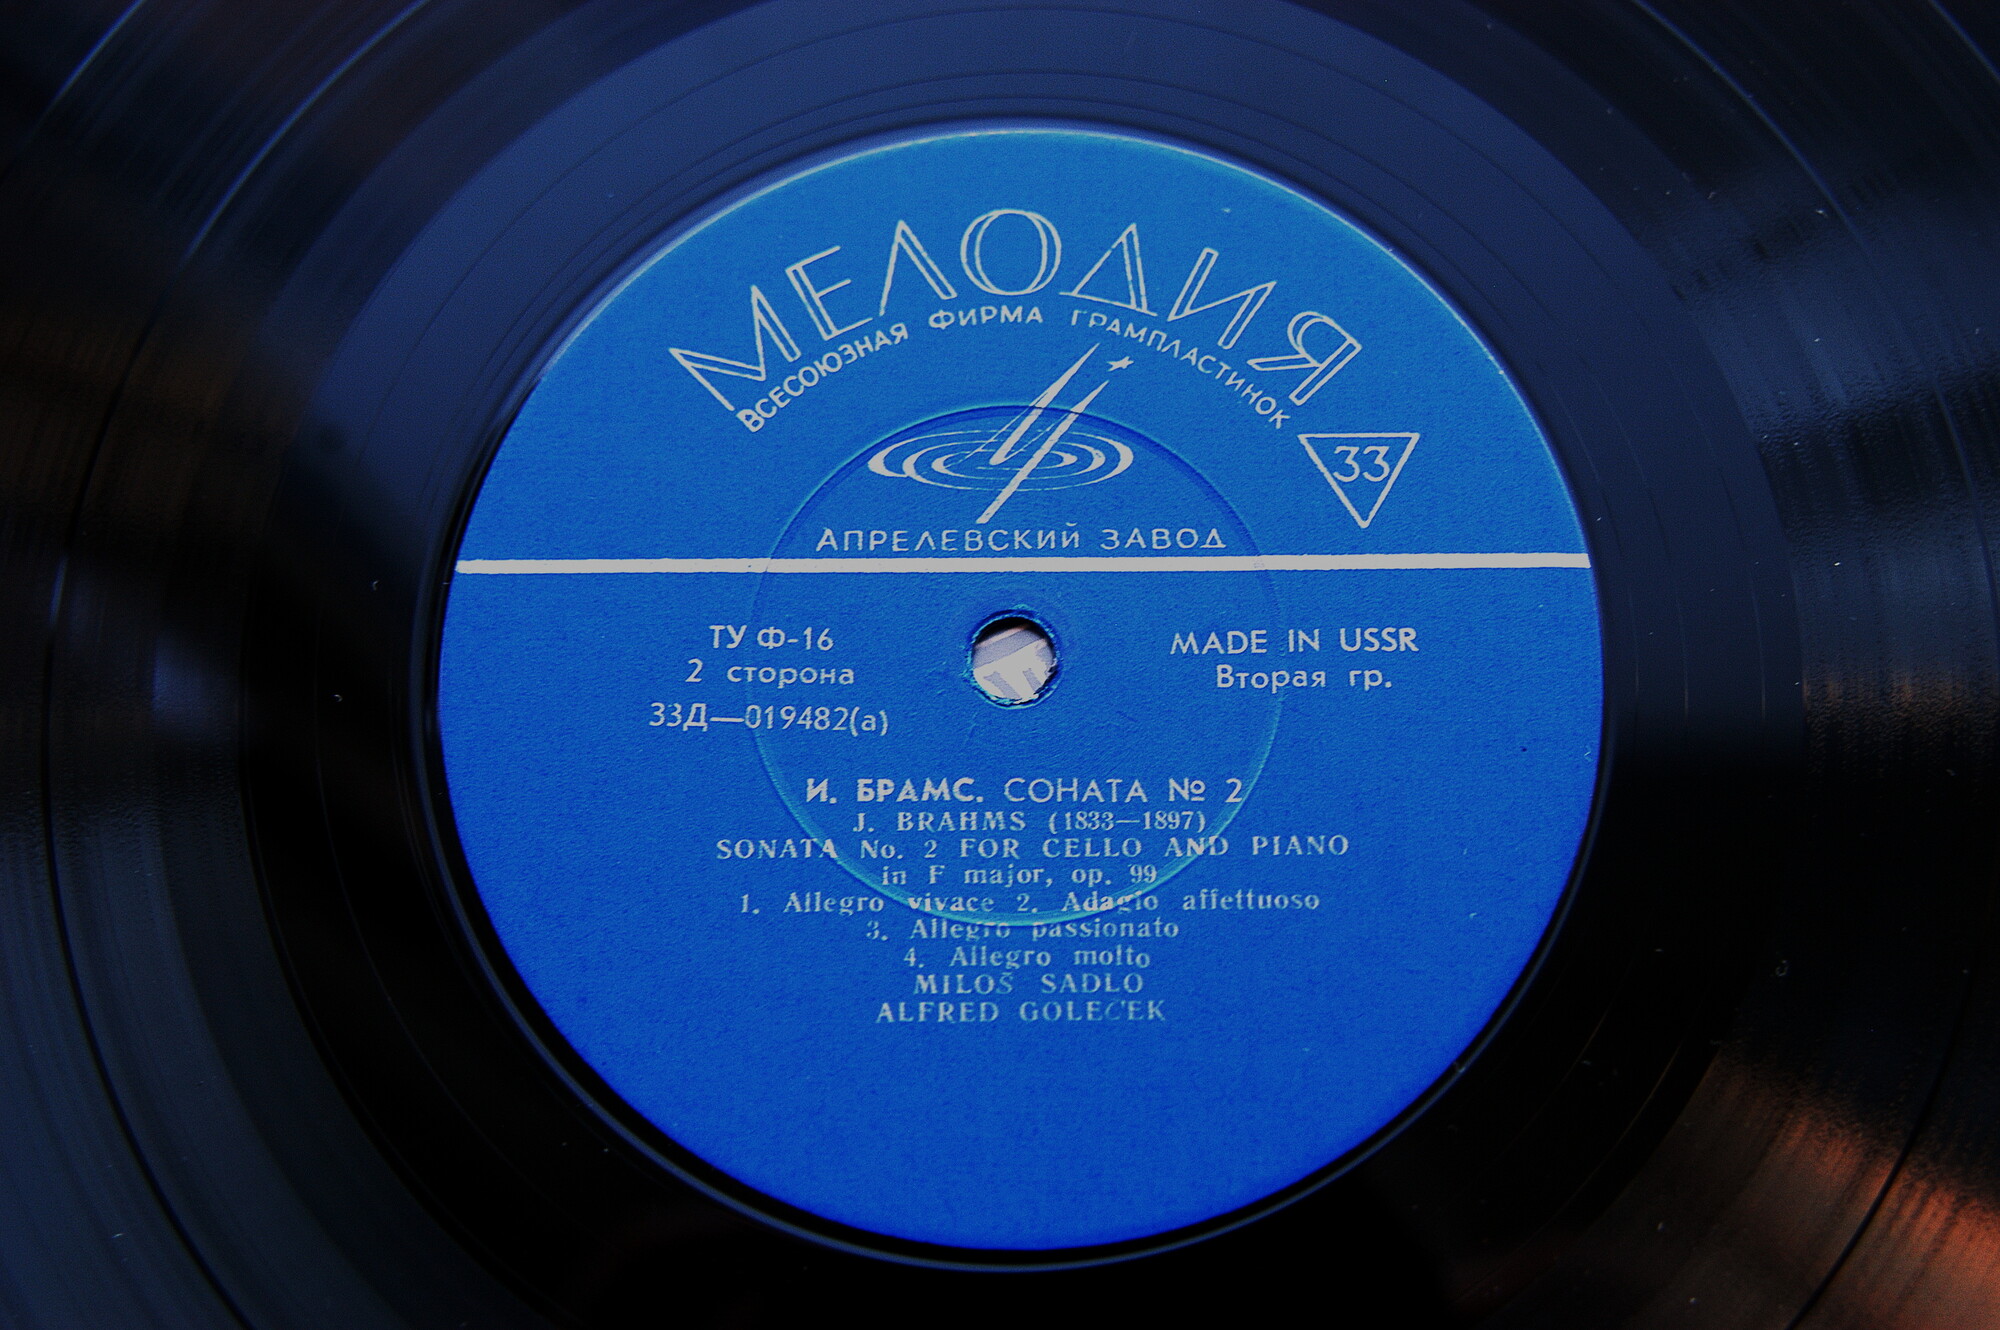 МЕЛОДИЯ
ВСЕСОЮЗНАЯ ФИРМА ГРАМПЛАСТИНОК
33
АПРЕЛЕВСКИЙ ЗАВОД
ТУ Ф-16
2 сторона
33Д—019482(а)
MADE IN USSR
Вторая гр.
И. БРАМС. СОНАТА № 2
J. BRAHMS (1833—1897)
SONATA No. 2 FOR CELLO AND PIANO
in F major, op. 99
1. Allegro vivace 2. Adagio affettuoso
3. Allegro passionato
4. Allegro molto
MILOŠ SADLO
ALFRED GOLEČEK